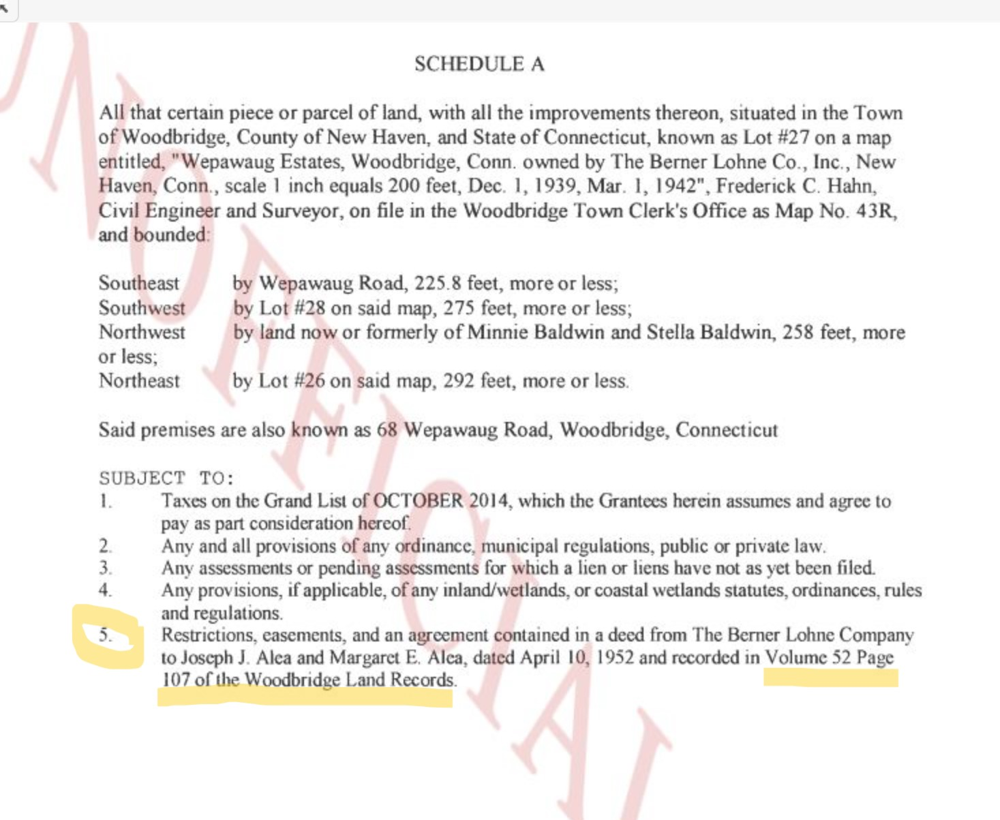 SCHEDULE A
All that certain piece or parcel of land, with all the improvements thereon, situated in the Town
of Woodbridge, County of New Haven, and State of Connecticut, known as Lot #27 on a map
entitled, "Wepawaug Estates, Woodbridge, Conn. owned by The Berner Lohne Co., Inc., New
Haven, Conn., scale 1 inch equals 200 feet, Dec. 1, 1939, Mar. 1, 1942", Frederick C. Hahn,
Civil Engineer and Surveyor, on file in the Woodbridge Town Clerk's Office as Map No. 43R,
and bounded:
Southeast by Wepawaug Road, 225.8 feet, more or less;
Southwest by Lot #28 on said map, 275 feet, more or less;
Northwest by land now or formerly of Minnie Baldwin and Stella Baldwin, 258 feet, more
or less;
Northeast by Lot #26 on said map, 292 feet, more or less.
Said premises are also known as 68 Wepawaug Road, Woodbridge, Connecticut
SUBJECT TO:
1. Taxes on the Grand List of OCTOBER 2014, which the Grantees herein assumes and agree to
pay as part consideration hereof.
2. Any and all provisions of any ordinance, municipal regulations, public or private law.
3. Any assessments or pending assessments for which a lien or liens have not as yet been filed.
4. Any provisions, if applicable, of any inland/wetlands, or coastal wetlands statutes, ordinances, rules
and regulations.
5. Restrictions, easements, and an agreement contained in a deed from The Berner Lohne Company
to Joseph J. Alea and Margaret E. Alea, dated April 10, 1952 and recorded in Volume 52 Page
107 of the Woodbridge Land Records.
UNOFFICIAL